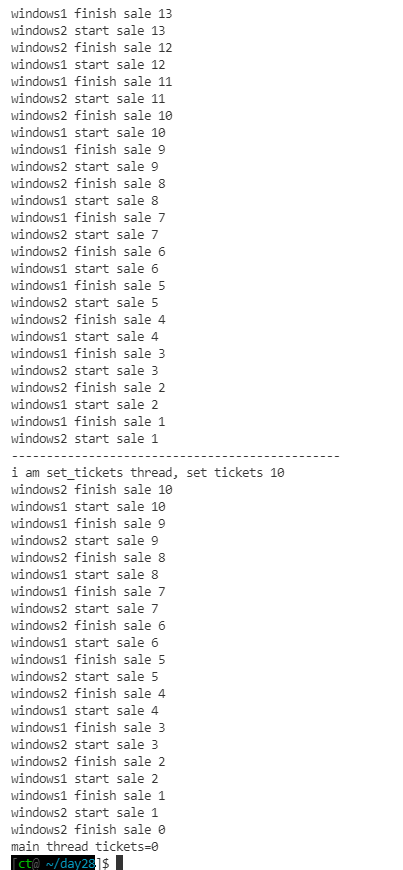 windows1 finish sale 13
windows2 start sale 13
windows2 finish sale 12
windows1 start sale 12
windows1 finish sale 11
windows2 start sale 11
windows2 finish sale 10
windows1 start sale 10
windows1 finish sale 9
windows2 start sale 9
windows2 finish sale 8
windows1 start sale 8
windows1 finish sale 7
windows2 start sale 7
windows2 finish sale 6
windows1 start sale 6
windows1 finish sale 5
windows2 start sale 5
windows2 finish sale 4
windows1 start sale 4
windows1 finish sale 3
windows2 start sale 3
windows2 finish sale 2
windows1 start sale 2
windows1 finish sale 1
windows2 start sale 1
-----------------------------------------------
i am set_tickets thread, set tickets 10
windows2 finish sale 10
windows1 start sale 10
windows1 finish sale 9
windows2 start sale 9
windows2 finish sale 8
windows1 start sale 8
windows1 finish sale 7
windows2 start sale 7
windows2 finish sale 6
windows1 start sale 6
windows1 finish sale 5
windows2 start sale 5
windows2 finish sale 4
windows1 start sale 4
windows1 finish sale 3
windows2 start sale 3
windows2 finish sale 2
windows1 start sale 2
windows1 finish sale 1
windows2 start sale 1
windows2 finish sale 0
main thread tickets=0
[ct@ ~/day28]$